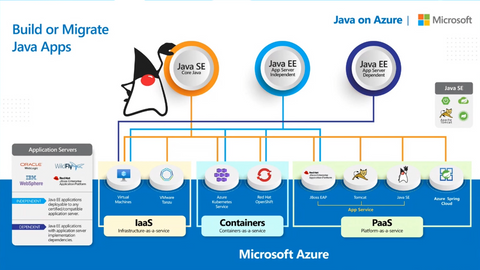 Build or Migrate
Java Apps
Java on Azure | Microsoft
Java SE
Core Java
Java EE
App Server
Independent
Java EE
App Server
Dependent
Java SE
Application Servers
ORACLE
WebLogic
WildFly
IBM
WebSphere
Red Hat
JBoss Enterprise
Application Platform
INDEPENDENT
Java EE applications
deployable to any
certified/compatible
application server.
DEPENDENT
Java EE applications
with application server
implementation
dependencies.
Virtual
Machines
VMware
Tanzu
Azure
Kubernetes
Service
Red Hat
OpenShift
JBoss EAP
Tomcat
Java SE
Azure Spring
Cloud
App Service
IaaS
Infrastructure-as-a-service
Containers
Containers-as-a-service
PaaS
Platform-as-a-service
Microsoft Azure